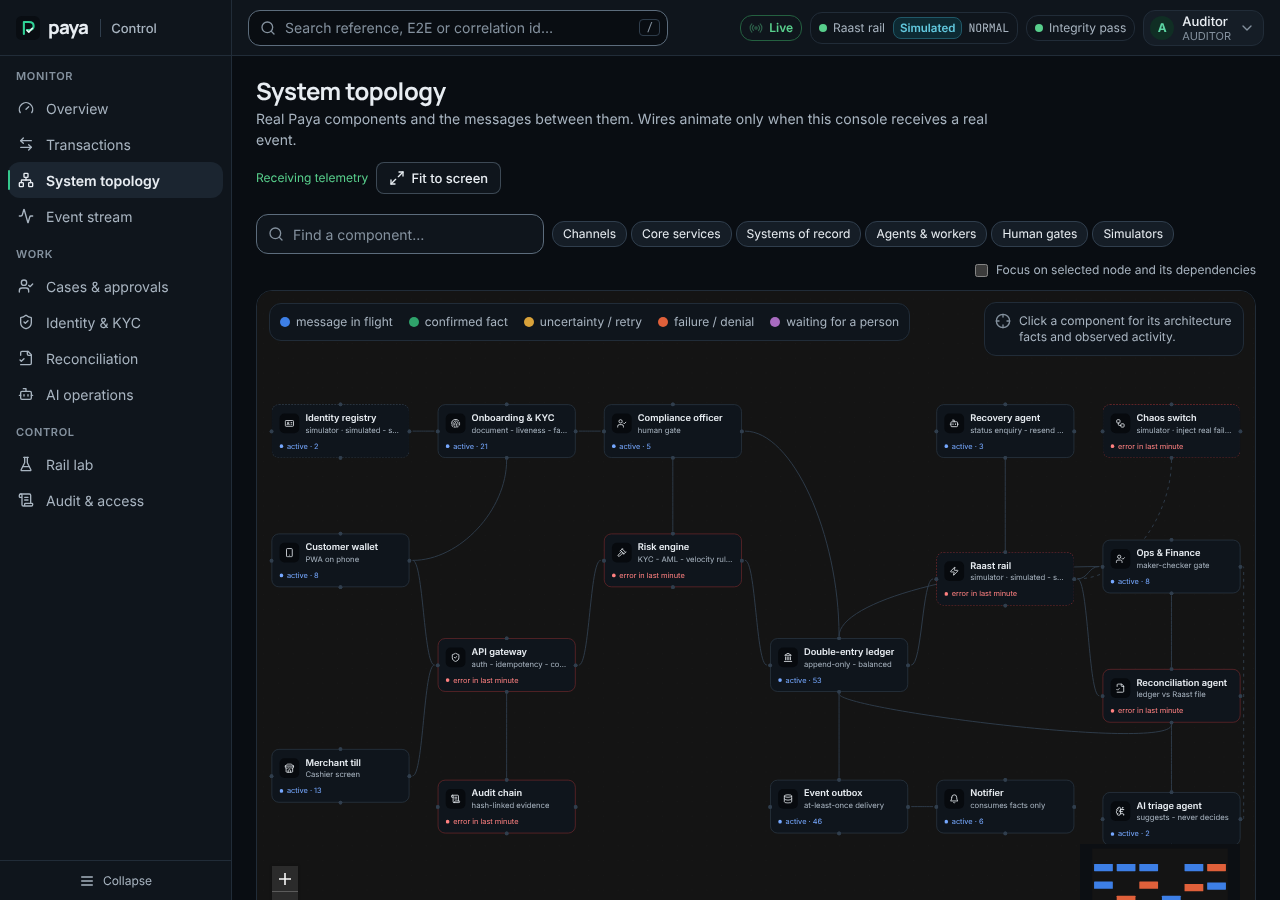 paya
Control
Search reference, E2E or correlation id...
/
Live
Raast rail
Simulated
NORMAL
Integrity pass
A
Auditor
AUDITOR
MONITOR
Overview
Transactions
System topology
Event stream
WORK
Cases & approvals
Identity & KYC
Reconciliation
AI operations
CONTROL
Rail lab
Audit & access
Collapse
System topology
Real Paya components and the messages between them. Wires animate only when this console receives a real
event.
Receiving telemetry
Fit to screen
Find a component...
Channels
Core services
Systems of record
Agents & workers
Human gates
Simulators
Focus on selected node and its dependencies
message in flight
confirmed fact
uncertainty / retry
failure / denial
waiting for a person
Click a component for its architecture
facts and observed activity.
Identity registry
simulator · simulated - s...
active · 2
Onboarding & KYC
document - liveness - fa...
active · 21
Compliance officer
human gate
active · 5
Recovery agent
status enquiry - resend ...
active · 3
Chaos switch
simulator · inject real fail...
error in last minute
Customer wallet
PWA on phone
active · 8
Risk engine
KYC - AML - velocity rul...
error in last minute
Raast rail
simulator · simulated - s...
error in last minute
Ops & Finance
maker-checker gate
active · 8
API gateway
auth - idempotency - co...
error in last minute
Double-entry ledger
append-only - balanced
active · 53
Reconciliation agent
ledger vs Raast file
error in last minute
Merchant till
Cashier screen
active · 13
Audit chain
hash-linked evidence
error in last minute
Event outbox
at-least-once delivery
active · 46
Notifier
consumes facts only
active · 6
AI triage agent
suggests - never decides
active · 2
+